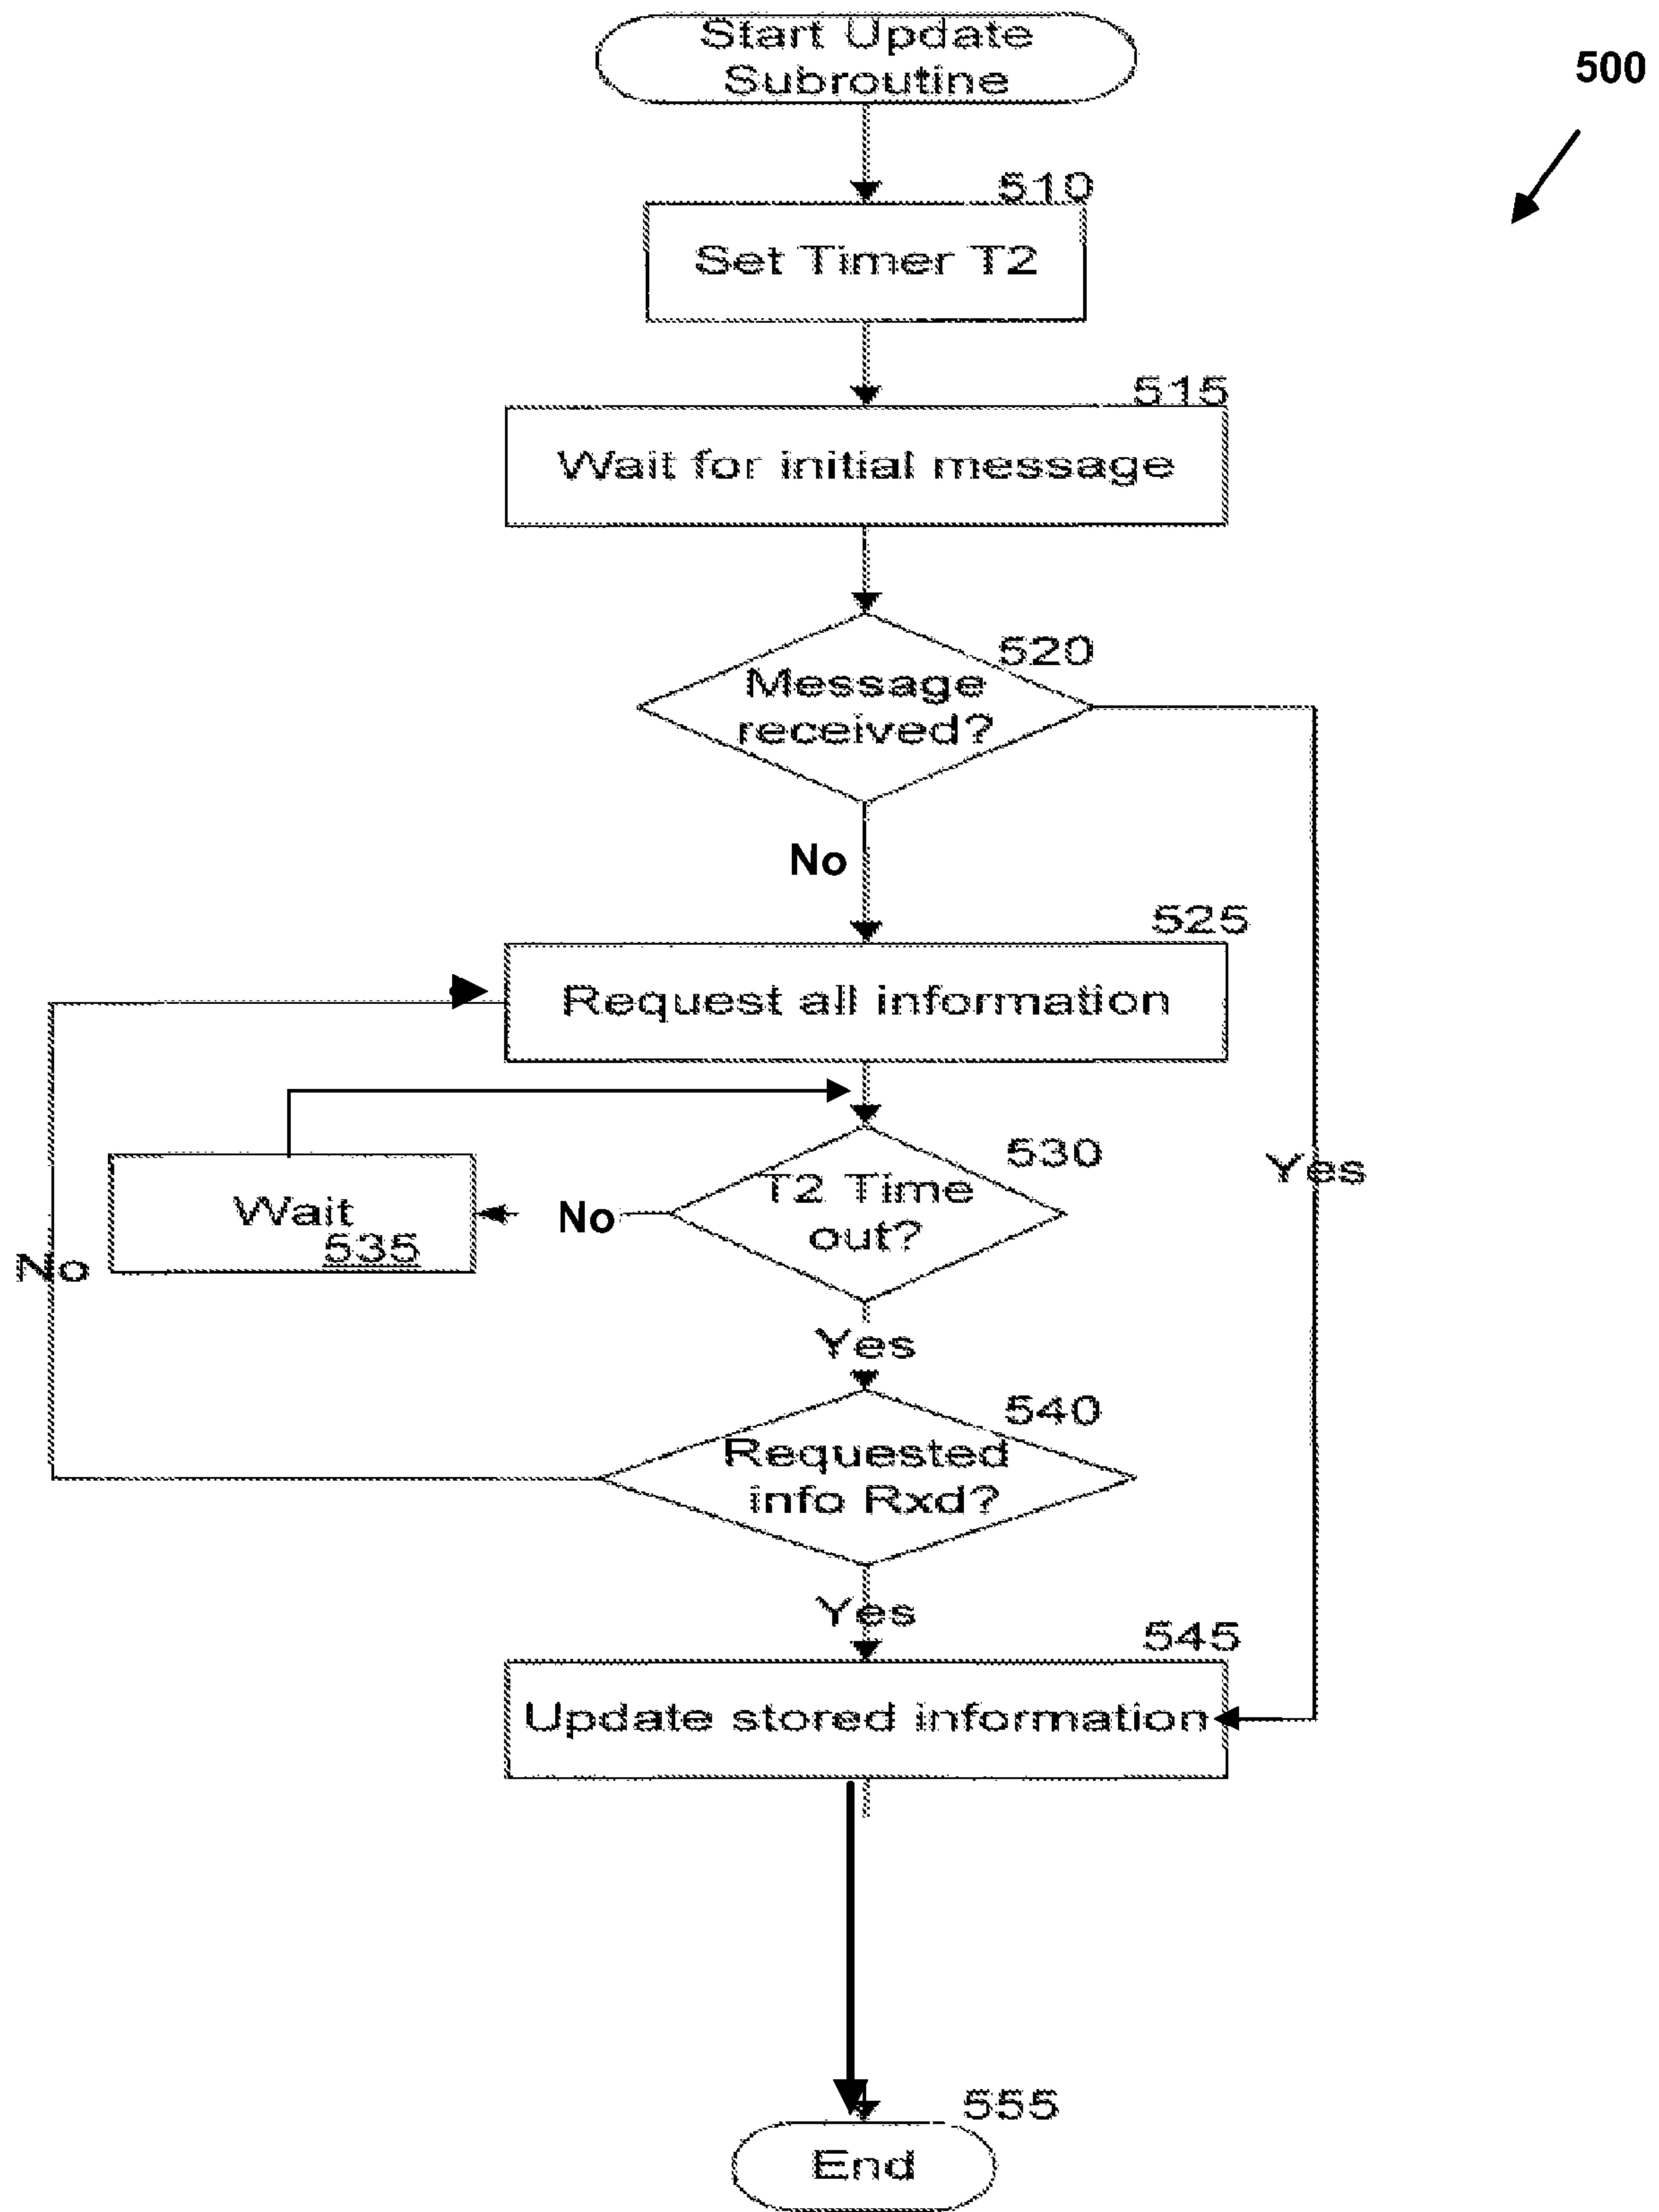 Start Update
Subroutine
500
510
Set Timer T2
515
Wait for initial message
520
Message
received?
No
525
Request all information
530
T2 Time
out?
No
Wait
535
Yes
No
Yes
540
Requested
info Rxd?
Yes
545
Update stored information
555
End